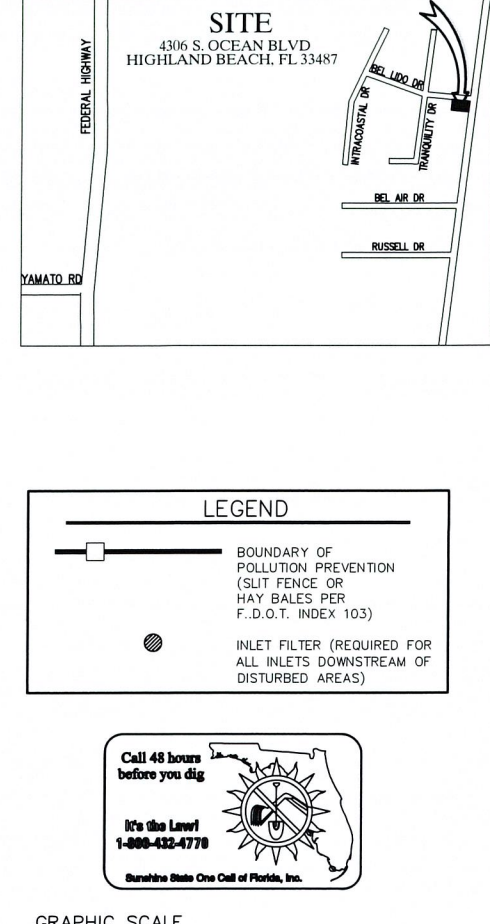 SITE
4306 S. OCEAN BLVD
HIGHLAND BEACH, FL 33487
FEDERAL HIGHWAY
BEL LIDO DR
INTRACOASTAL DR
TRANQUILITY DR
BEL AIR DR
RUSSELL DR
YAMATO RD
LEGEND
BOUNDARY OF
POLLUTION PREVENTION
(SLIT FENCE OR
HAY BALES PER
F..D.O.T. INDEX 103)
INLET FILTER (REQUIRED FOR
ALL INLETS DOWNSTREAM OF
DISTURBED AREAS)
Call 48 hours
before you dig
It's the Law!
1-800-432-4770
Sunshine State One Call of Florida, Inc.
GRAPHIC SCALE